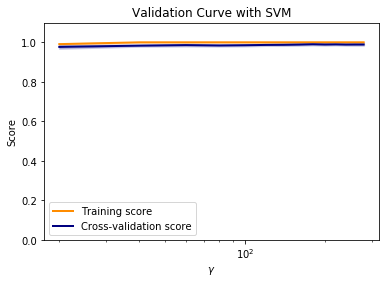 Validation Curve with SVM
Score
1.0
0.8
0.6
0.4
0.2
0.0
Training score
Cross-validation score
10²
γ